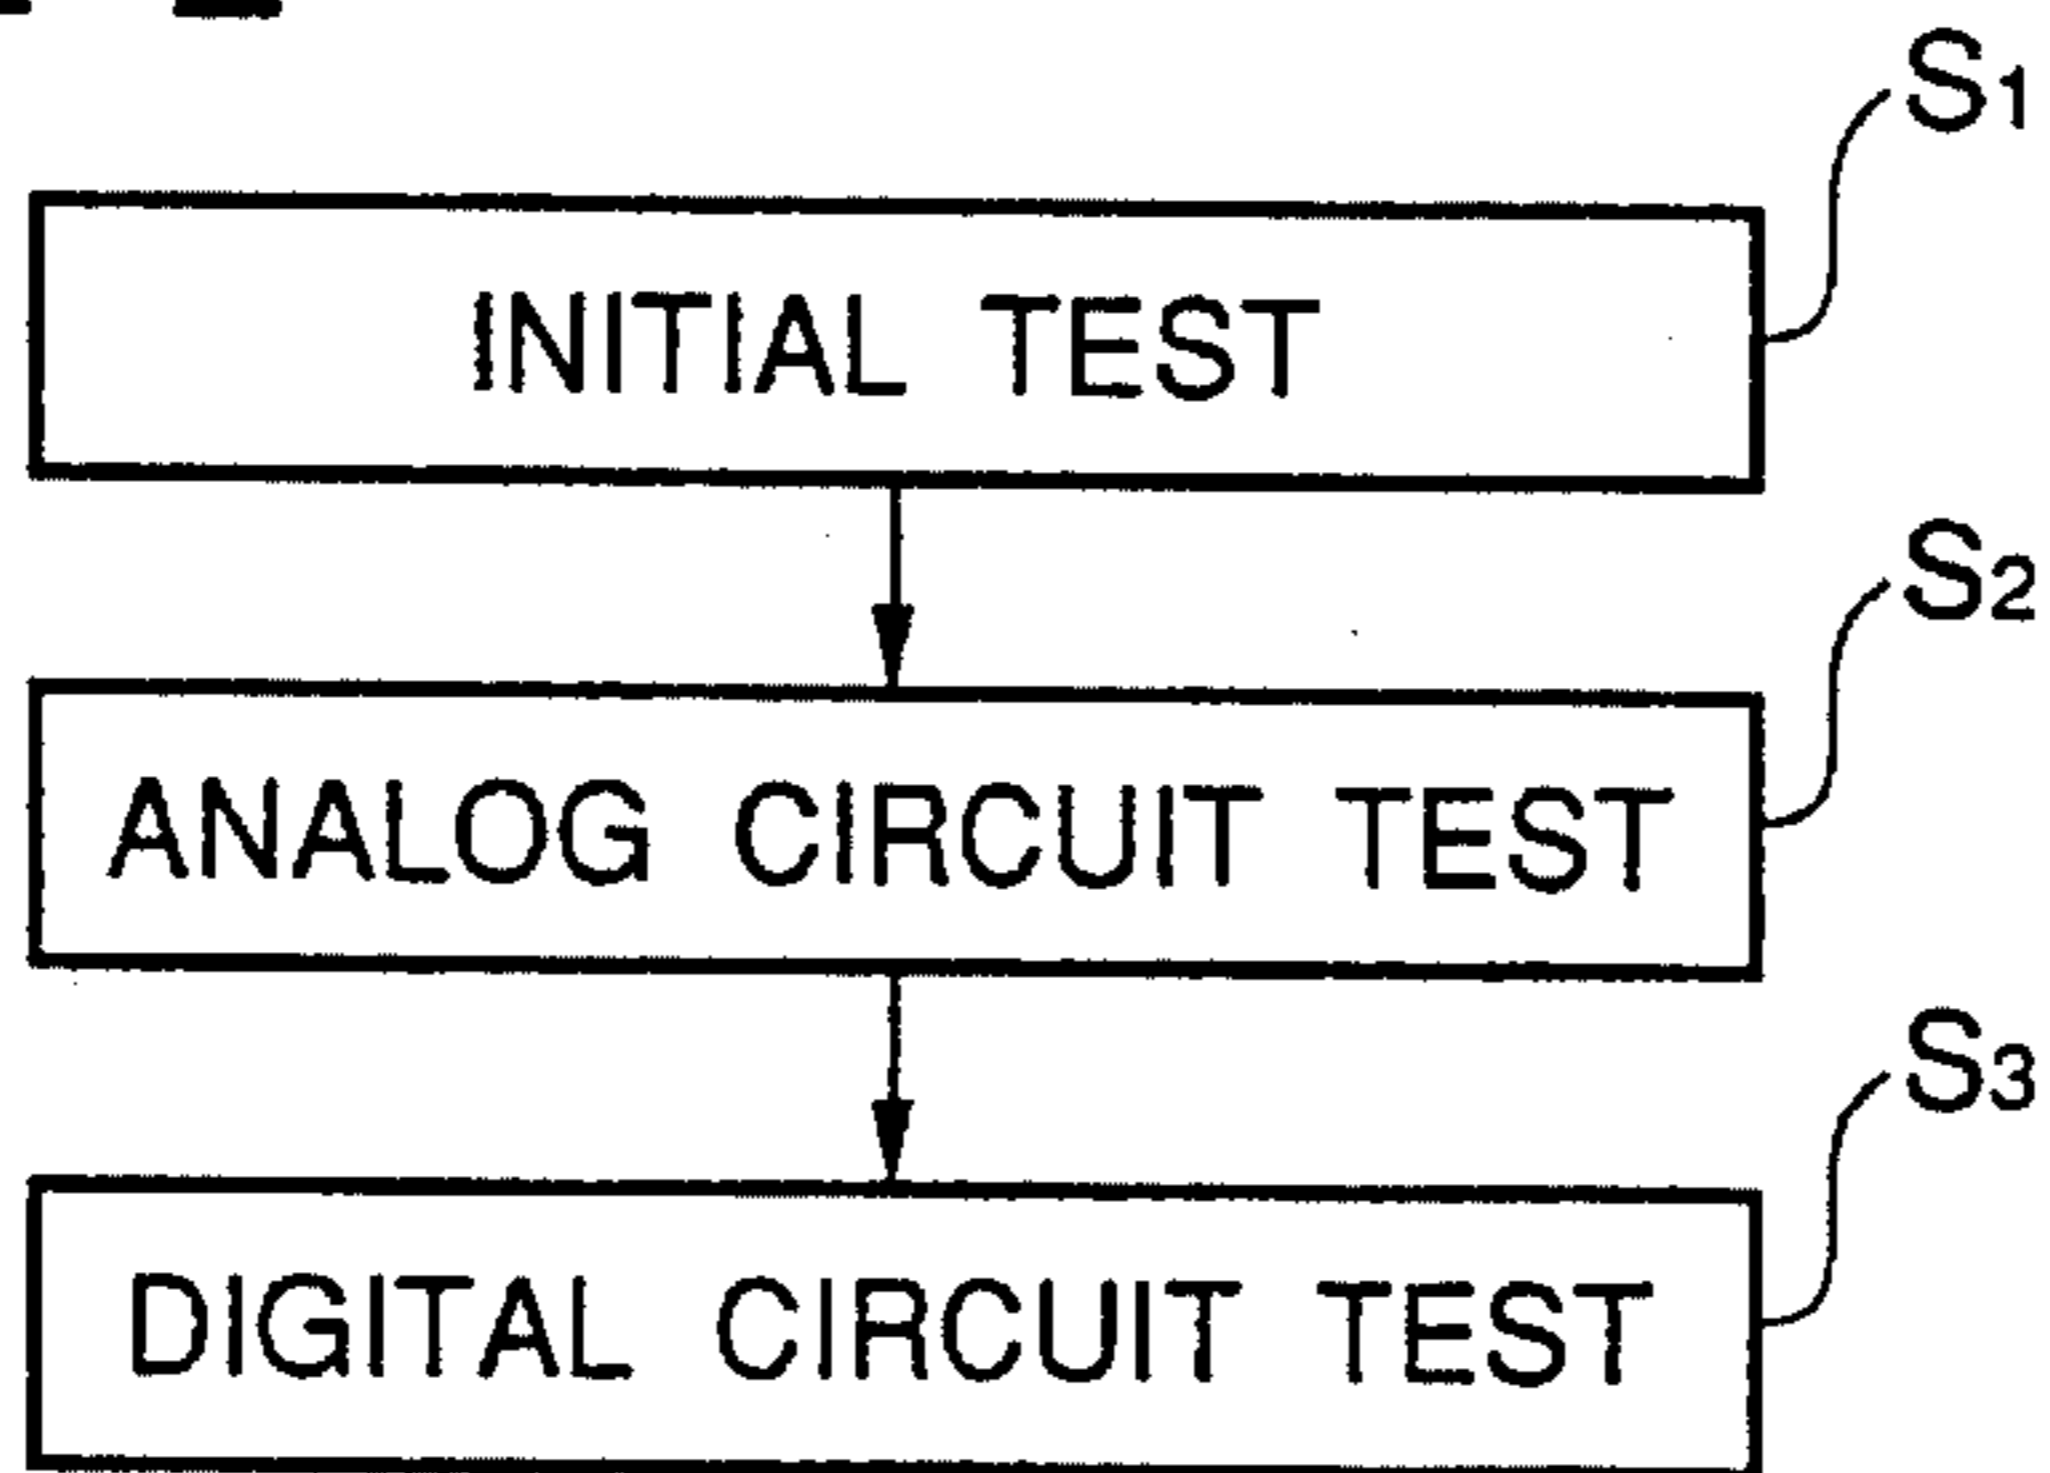 S1
INITIAL TEST
S2
ANALOG CIRCUIT TEST
S3
DIGITAL CIRCUIT TEST